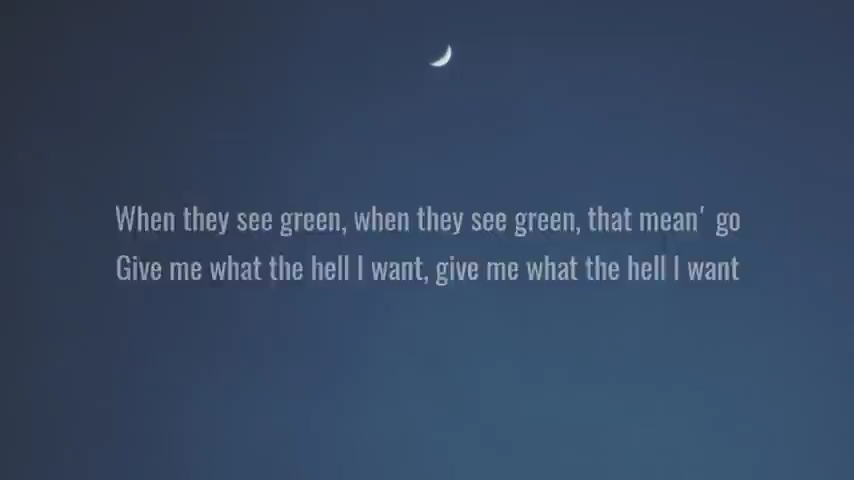 When they see green, when they see green, that mean' go
Give me what the hell I want, give me what the hell I want